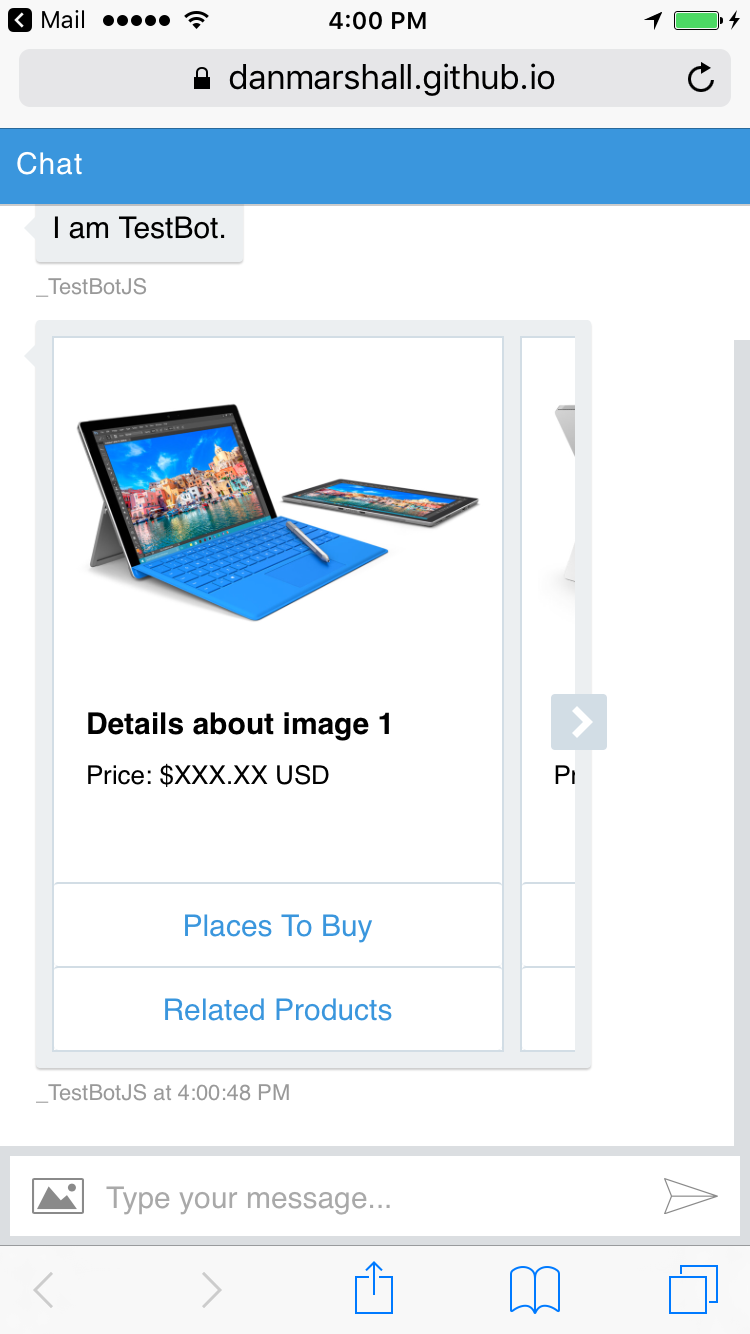 Mail
4:00 PM
danmarshall.github.io
Chat
I am TestBot.
_TestBotJS
Details about image 1
Price: $XXX.XX USD
Pr
Places To Buy
Related Products
_TestBotJS at 4:00:48 PM
Type your message...